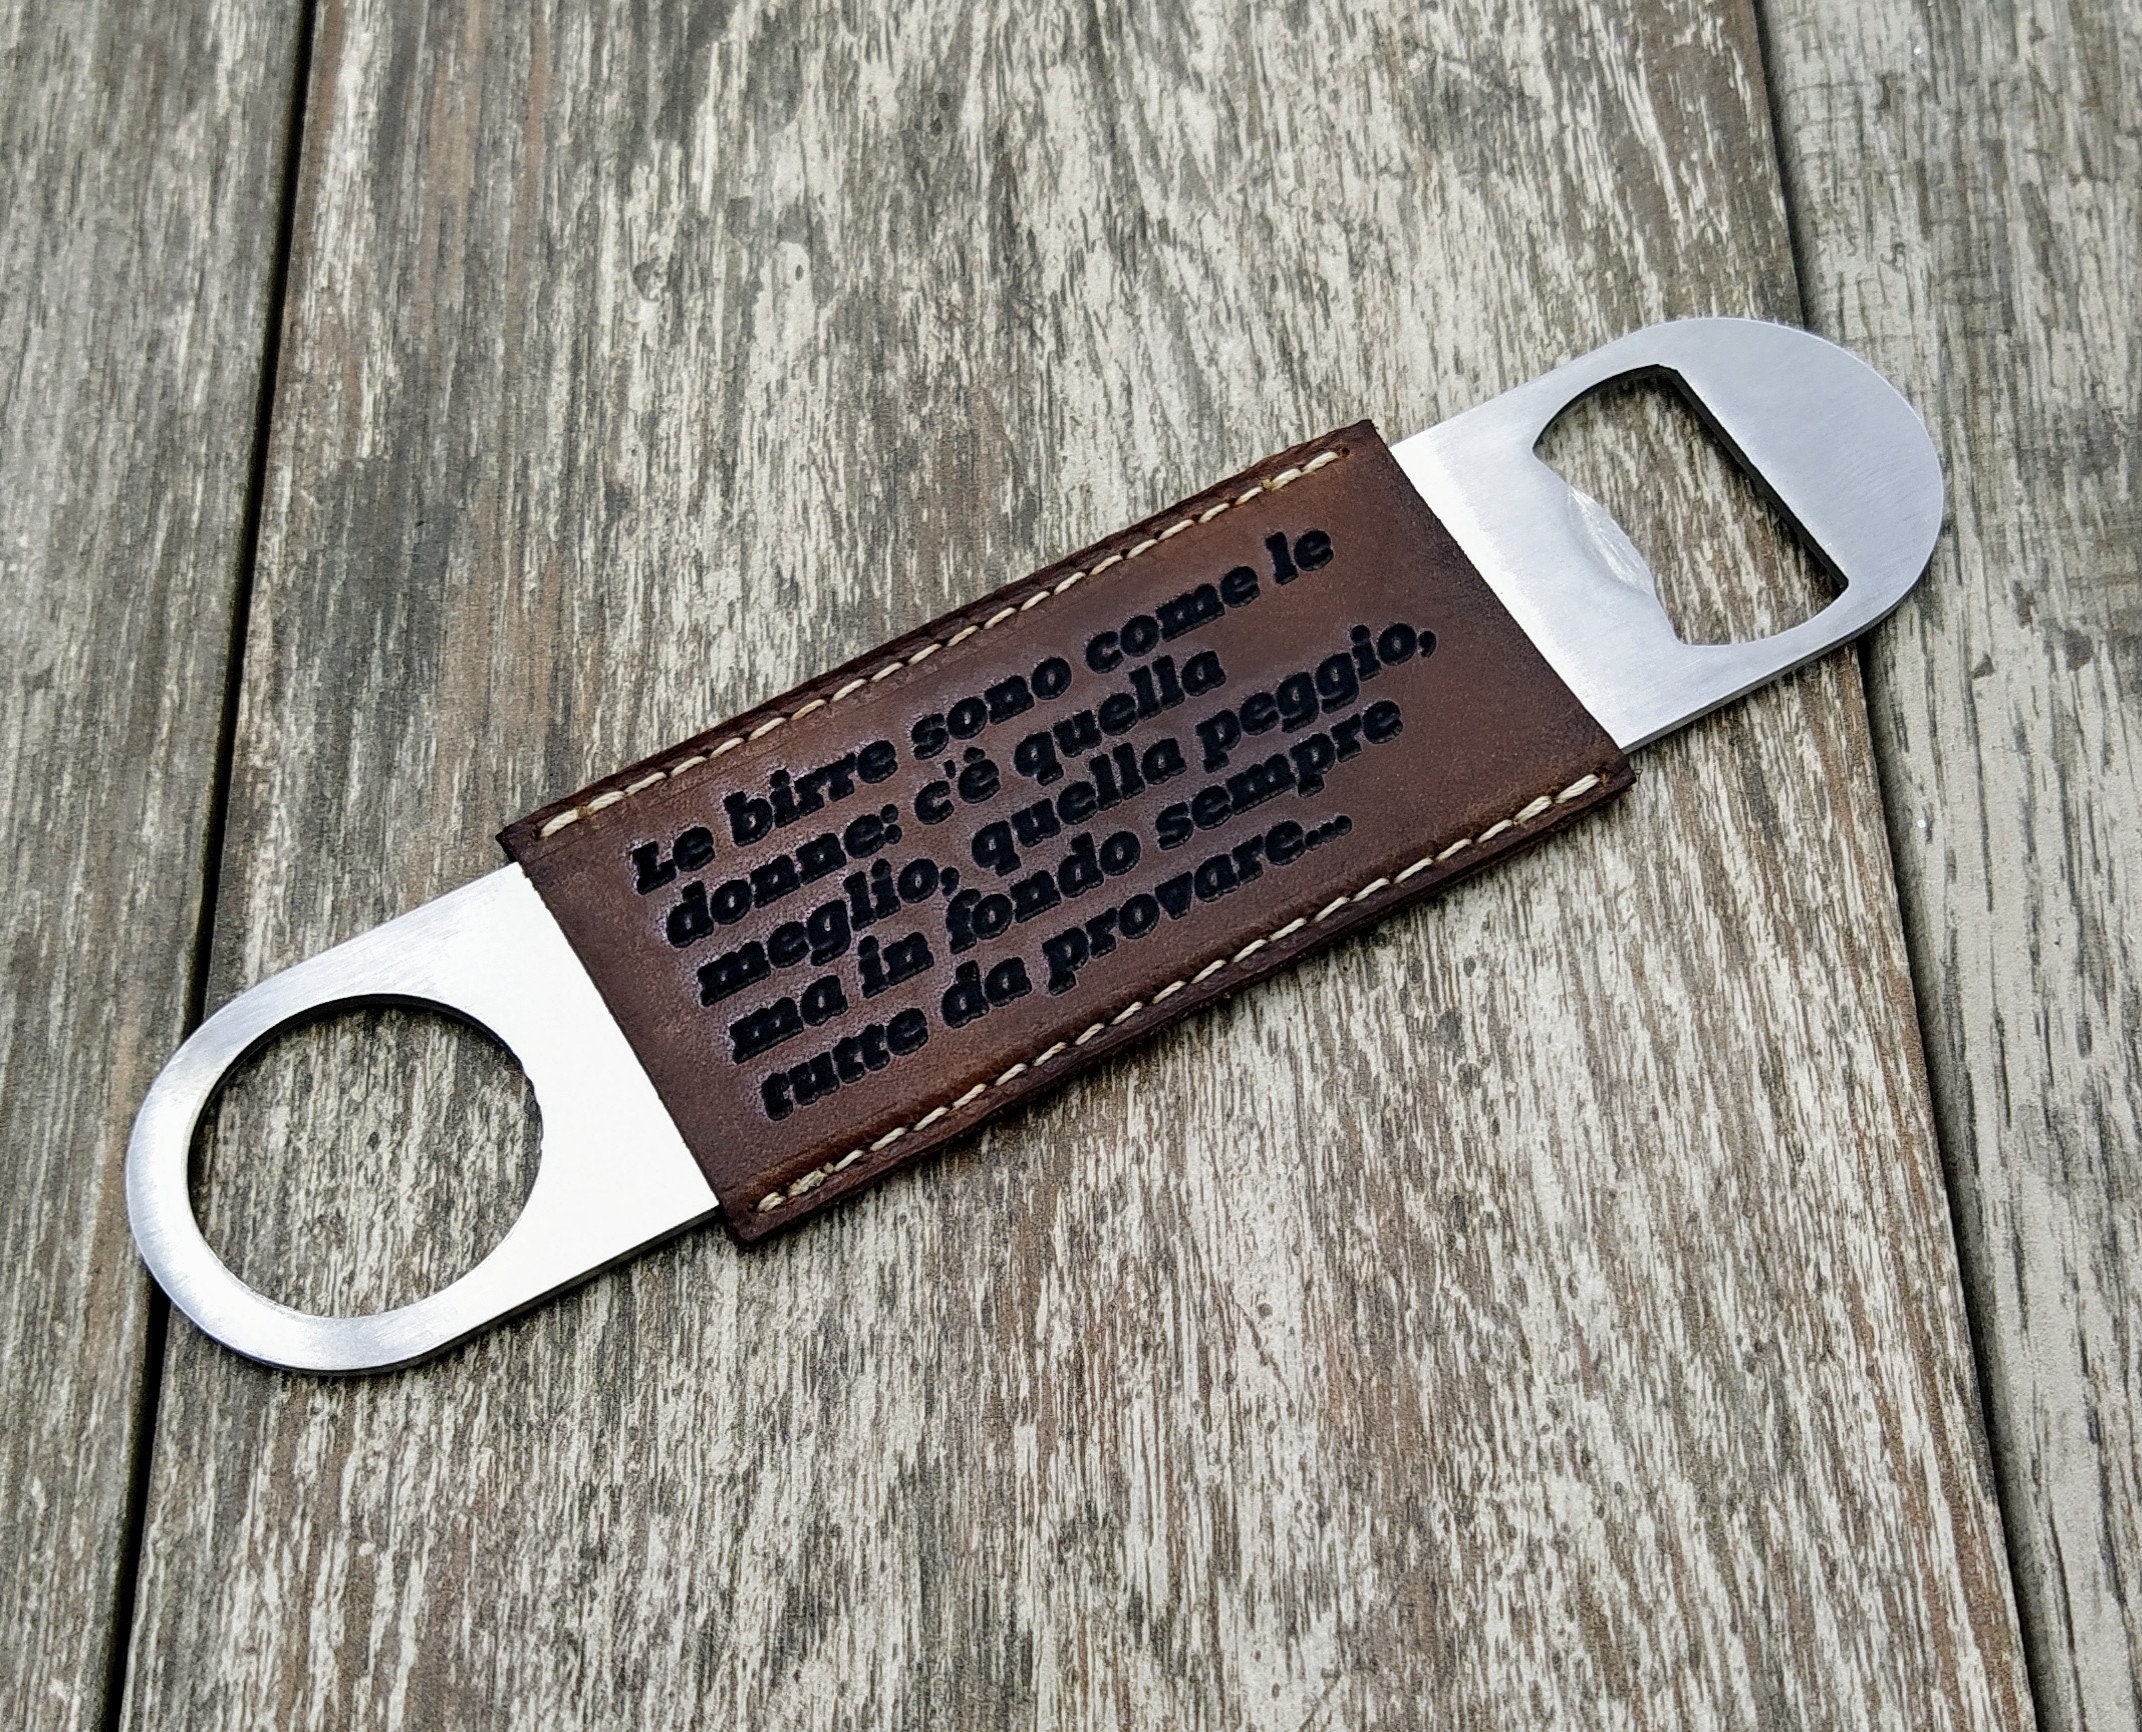 Le birre sono come le
donne: c'è quella
meglio, quella peggio,
ma in fondo sempre
tutte da provare...